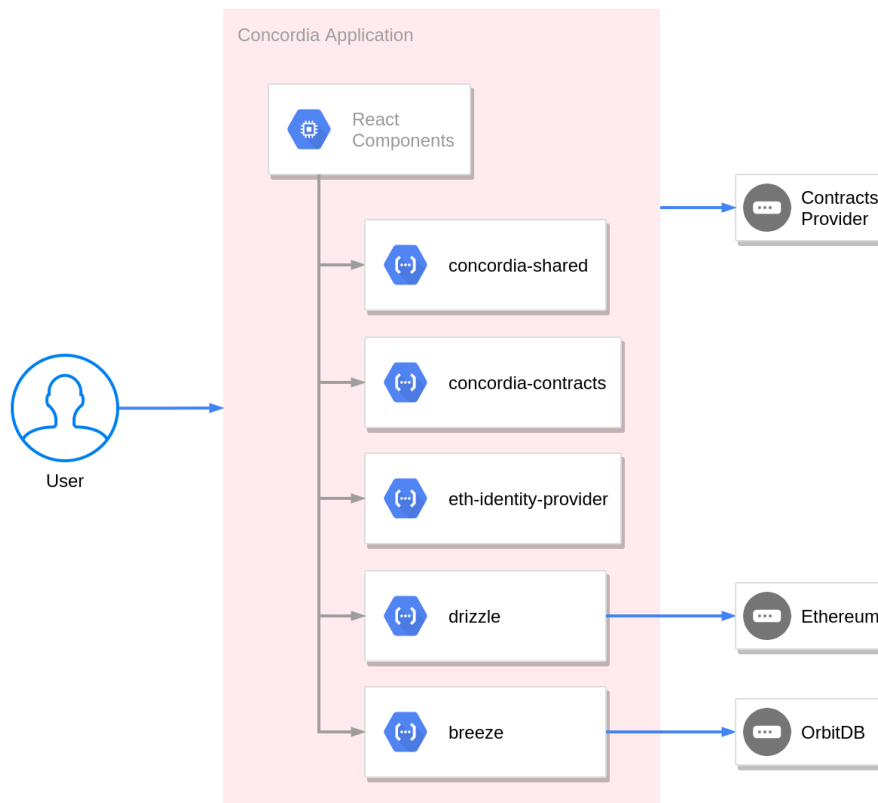 Concordia Application
React
Components
Contracts
Provider
concordia-shared
concordia-contracts
User
eth-identity-provider
drizzle
Ethereum
breeze
OrbitDB